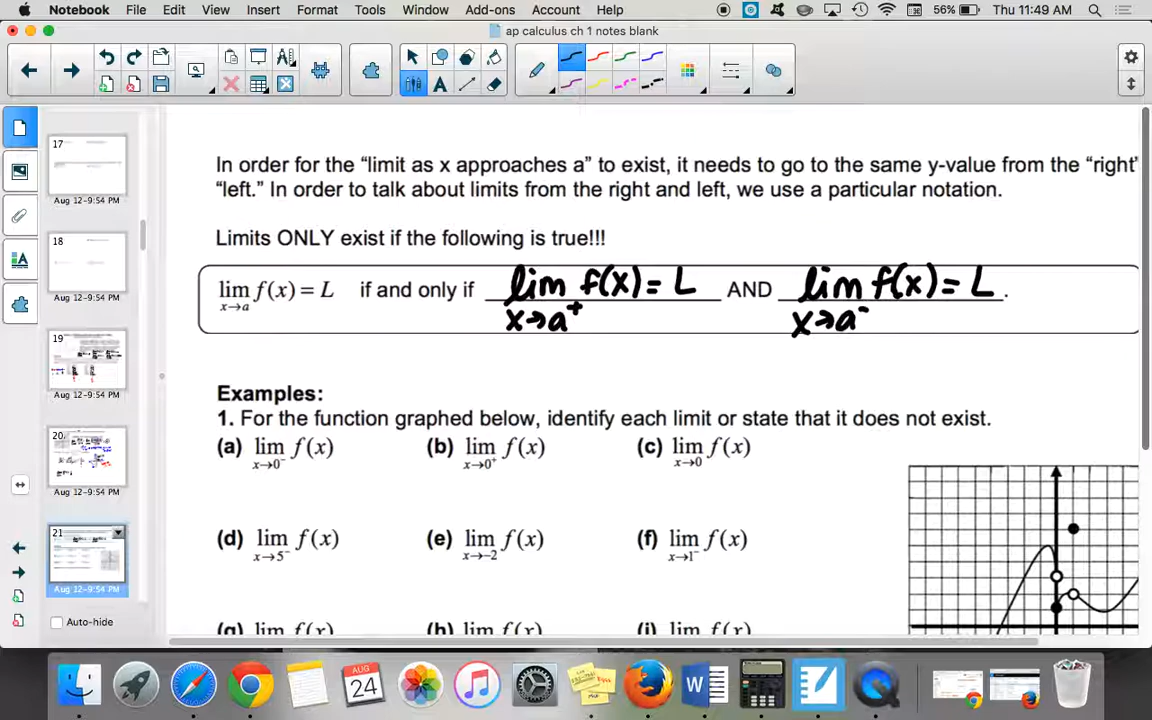 Notebook File Edit View Insert Format Tools Window Add-ons Account Help 56% Thu 11:49 AM
ap calculus ch 1 notes blank
17
Aug 12-9:54 PM
18
Aug 12-9:54 PM
19
Aug 12-9:54 PM
20
Aug 12-9:54 PM
21
Aug 12-9:54 PM
Auto-hide
In order for the “limit as x approaches a” to exist, it needs to go to the same y-value from the “right”
“left.” In order to talk about limits from the right and left, we use a particular notation.
Limits ONLY exist if the following is true!!!
lim f(x) = L if and only if lim f(x) = L AND lim f(x) = L.
x→a x→a⁺ x→a⁻
Examples:
1. For the function graphed below, identify each limit or state that it does not exist.
(a) lim f(x) (b) lim f(x) (c) lim f(x)
x→0⁻ x→0⁺ x→0
(d) lim f(x) (e) lim f(x) (f) lim f(x)
x→5⁻ x→-2 x→1⁻
(g) lim f(x) (h) lim f(x) (i) lim f(x)
AUG
24
W